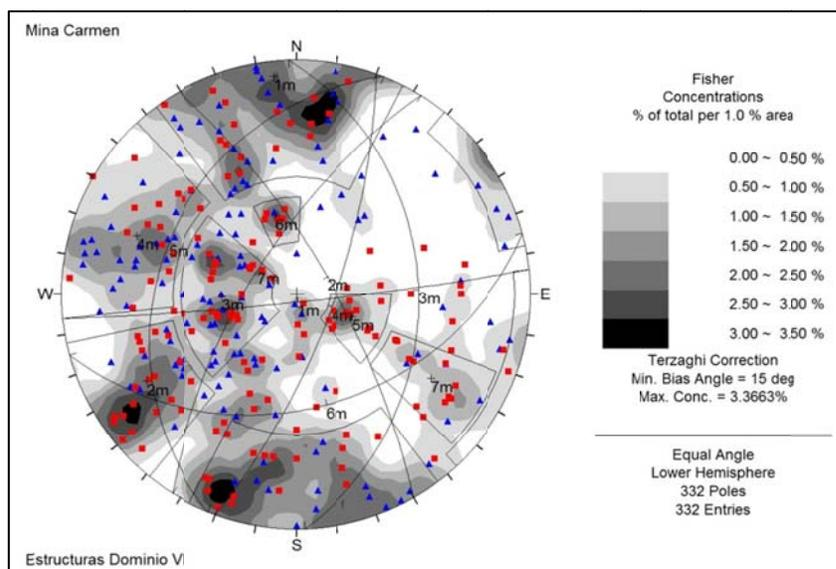 Mina Carmen
N
1m
6m
4m
5m
7m
2m
W
3m
1m
3m
E
4m
5m
2m
7m
6m
S
Estructuras Dominio V
Fisher
Concentrations
% of total per 1.0 % area
0.00 ~ 0.50 %
0.50 ~ 1.00 %
1.00 ~ 1.50 %
1.50 ~ 2.00 %
2.00 ~ 2.50 %
2.50 ~ 3.00 %
3.00 ~ 3.50 %
Terzaghi Correction
Min. Bias Angle = 15 deg
Max. Conc. = 3.3663%
Equal Angle
Lower Hemisphere
332 Poles
332 Entries